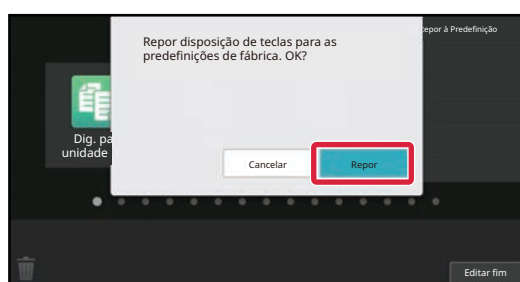 Repor à Predefinição
Repor disposição de teclas para as
predefinições de fábrica. OK?
Dig. pa
unidade
Cancelar
Repor
Editar fim